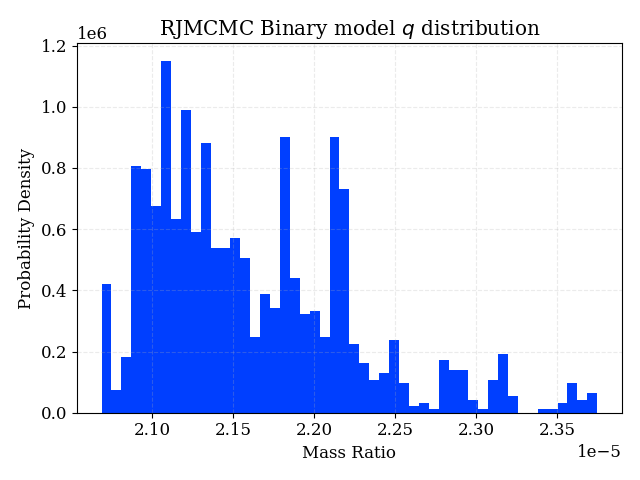 RJMCMC Binary model q distribution
1e6
1.2
1.0
0.8
0.6
0.4
0.2
0.0
Probability Density
2.10 2.15 2.20 2.25 2.30 2.35
1e−5
Mass Ratio